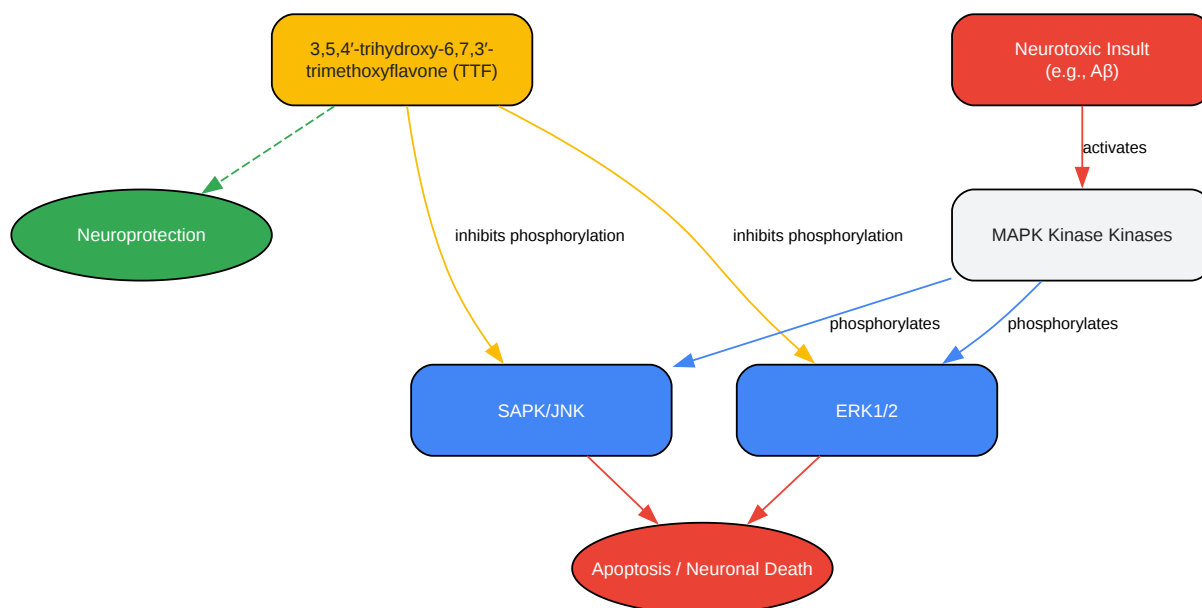 3,5,4′-trihydroxy-6,7,3′-
trimethoxyflavone (TTF)
Neurotoxic Insult
(e.g., Aβ)
activates
Neuroprotection
inhibits phosphorylation
inhibits phosphorylation
MAPK Kinase Kinases
phosphorylates
phosphorylates
SAPK/JNK
ERK1/2
Apoptosis / Neuronal Death